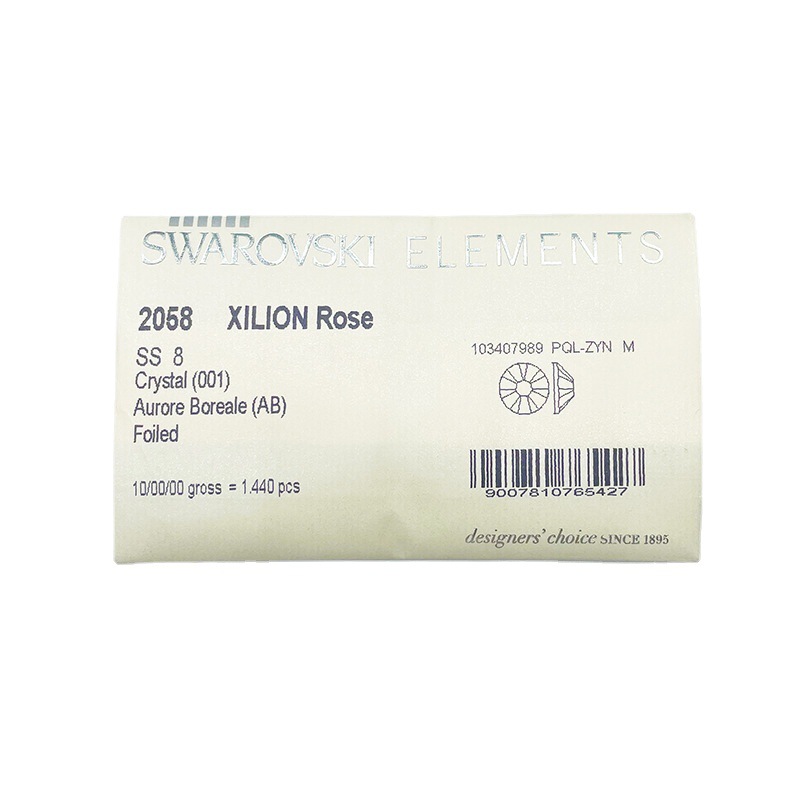 SWAROVSKI ELEMENTS
2058 XILION Rose
SS 8
Crystal (001)
Aurore Boreale (AB)
Foiled
10/00/00 gross = 1.440 pcs
103407989 PQL-ZYN M
9007810765427
designers' choice SINCE 1895